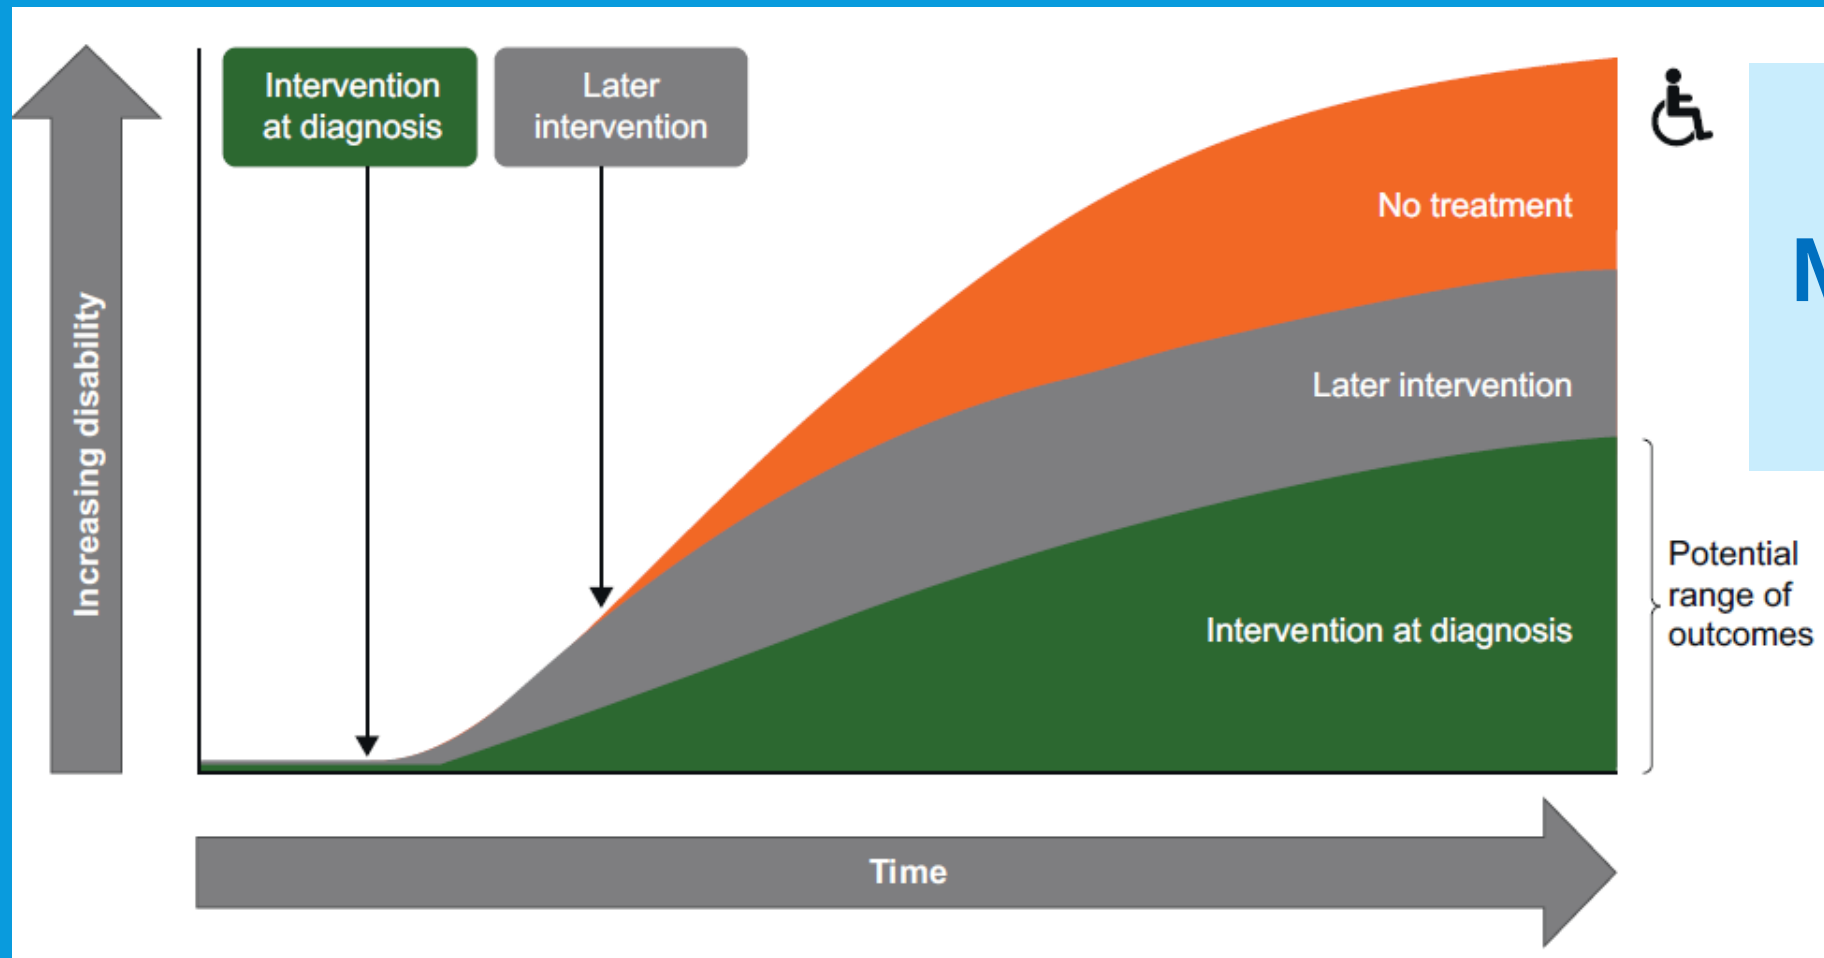 Intervention
at diagnosis
Later
intervention
Increasing disability
No treatment
Later intervention
Intervention at diagnosis
Potential
range of
outcomes
Time